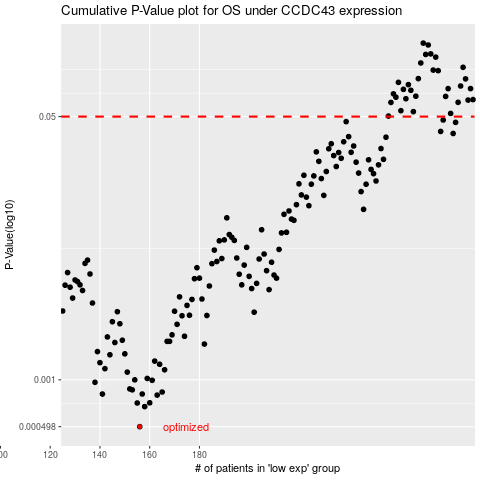 Cumulative P-Value plot for OS under CCDC43 expression
P-Value(log10)
0.05
0.001
0.000498
optimized
00 120 140 160 180
# of patients in 'low exp' group